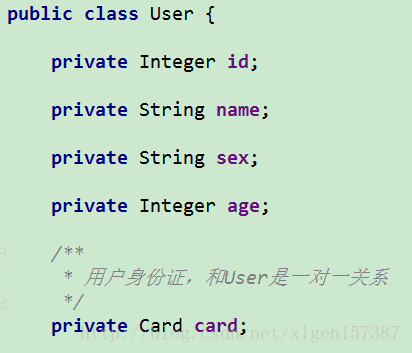 public class User {
private Integer id;
private String name;
private String sex;
private Integer age;
/**
* 用户身份证，和User是一对一关系
*/
private Card card;
http://blog.csdn.net/xlgen157387